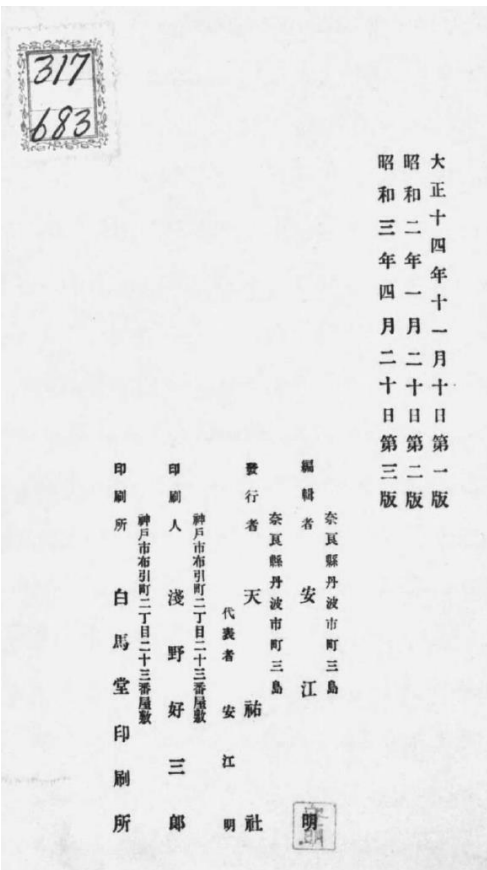 317
683
大正十四年十一月十日第一版
昭和二年一月二十日第二版
昭和三年四月二十日第三版
奈良縣丹波市町三島
編輯者 安江明
奈良縣丹波市町三島
發行者 天祐社
代表者 安江明
神戸市布引町二丁目二十三番屋敷
印刷人 淺野好三郎
神戸市布引町二丁目二十三番屋敷
印刷所 白馬堂印刷所